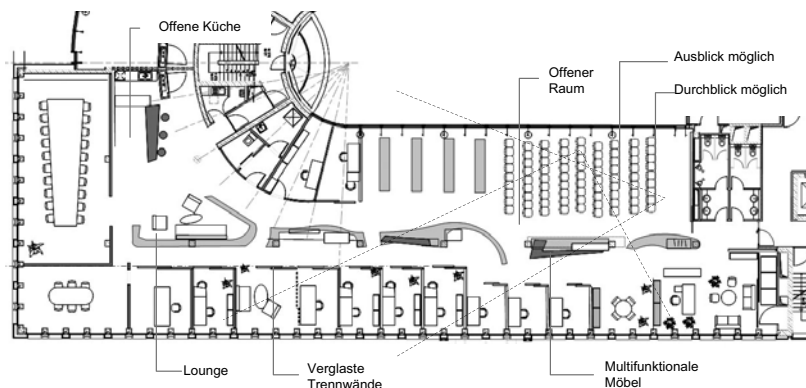 Offene Küche
Offener
Raum
Ausblick möglich
Durchblick möglich
Lounge
Verglaste
Trennwände
Multifunktionale
Möbel